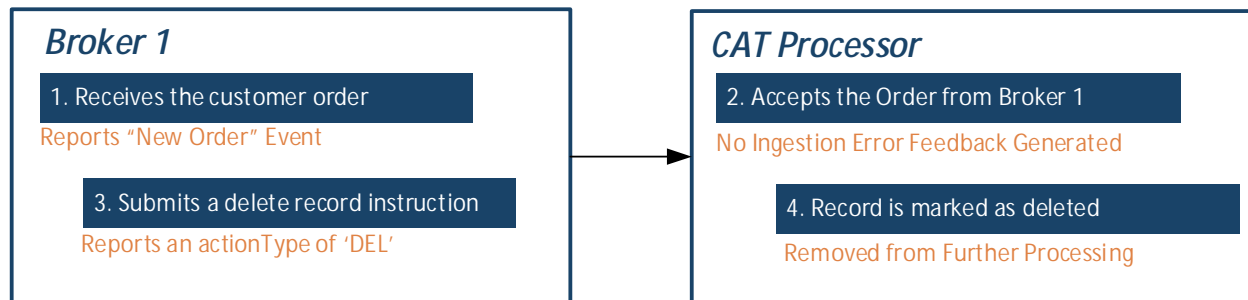 Broker 1
1. Receives the customer order
Reports “New Order” Event
3. Submits a delete record instruction
Reports an actionType of ‘DEL’
CAT Processor
2. Accepts the Order from Broker 1
No Ingestion Error Feedback Generated
4. Record is marked as deleted
Removed from Further Processing